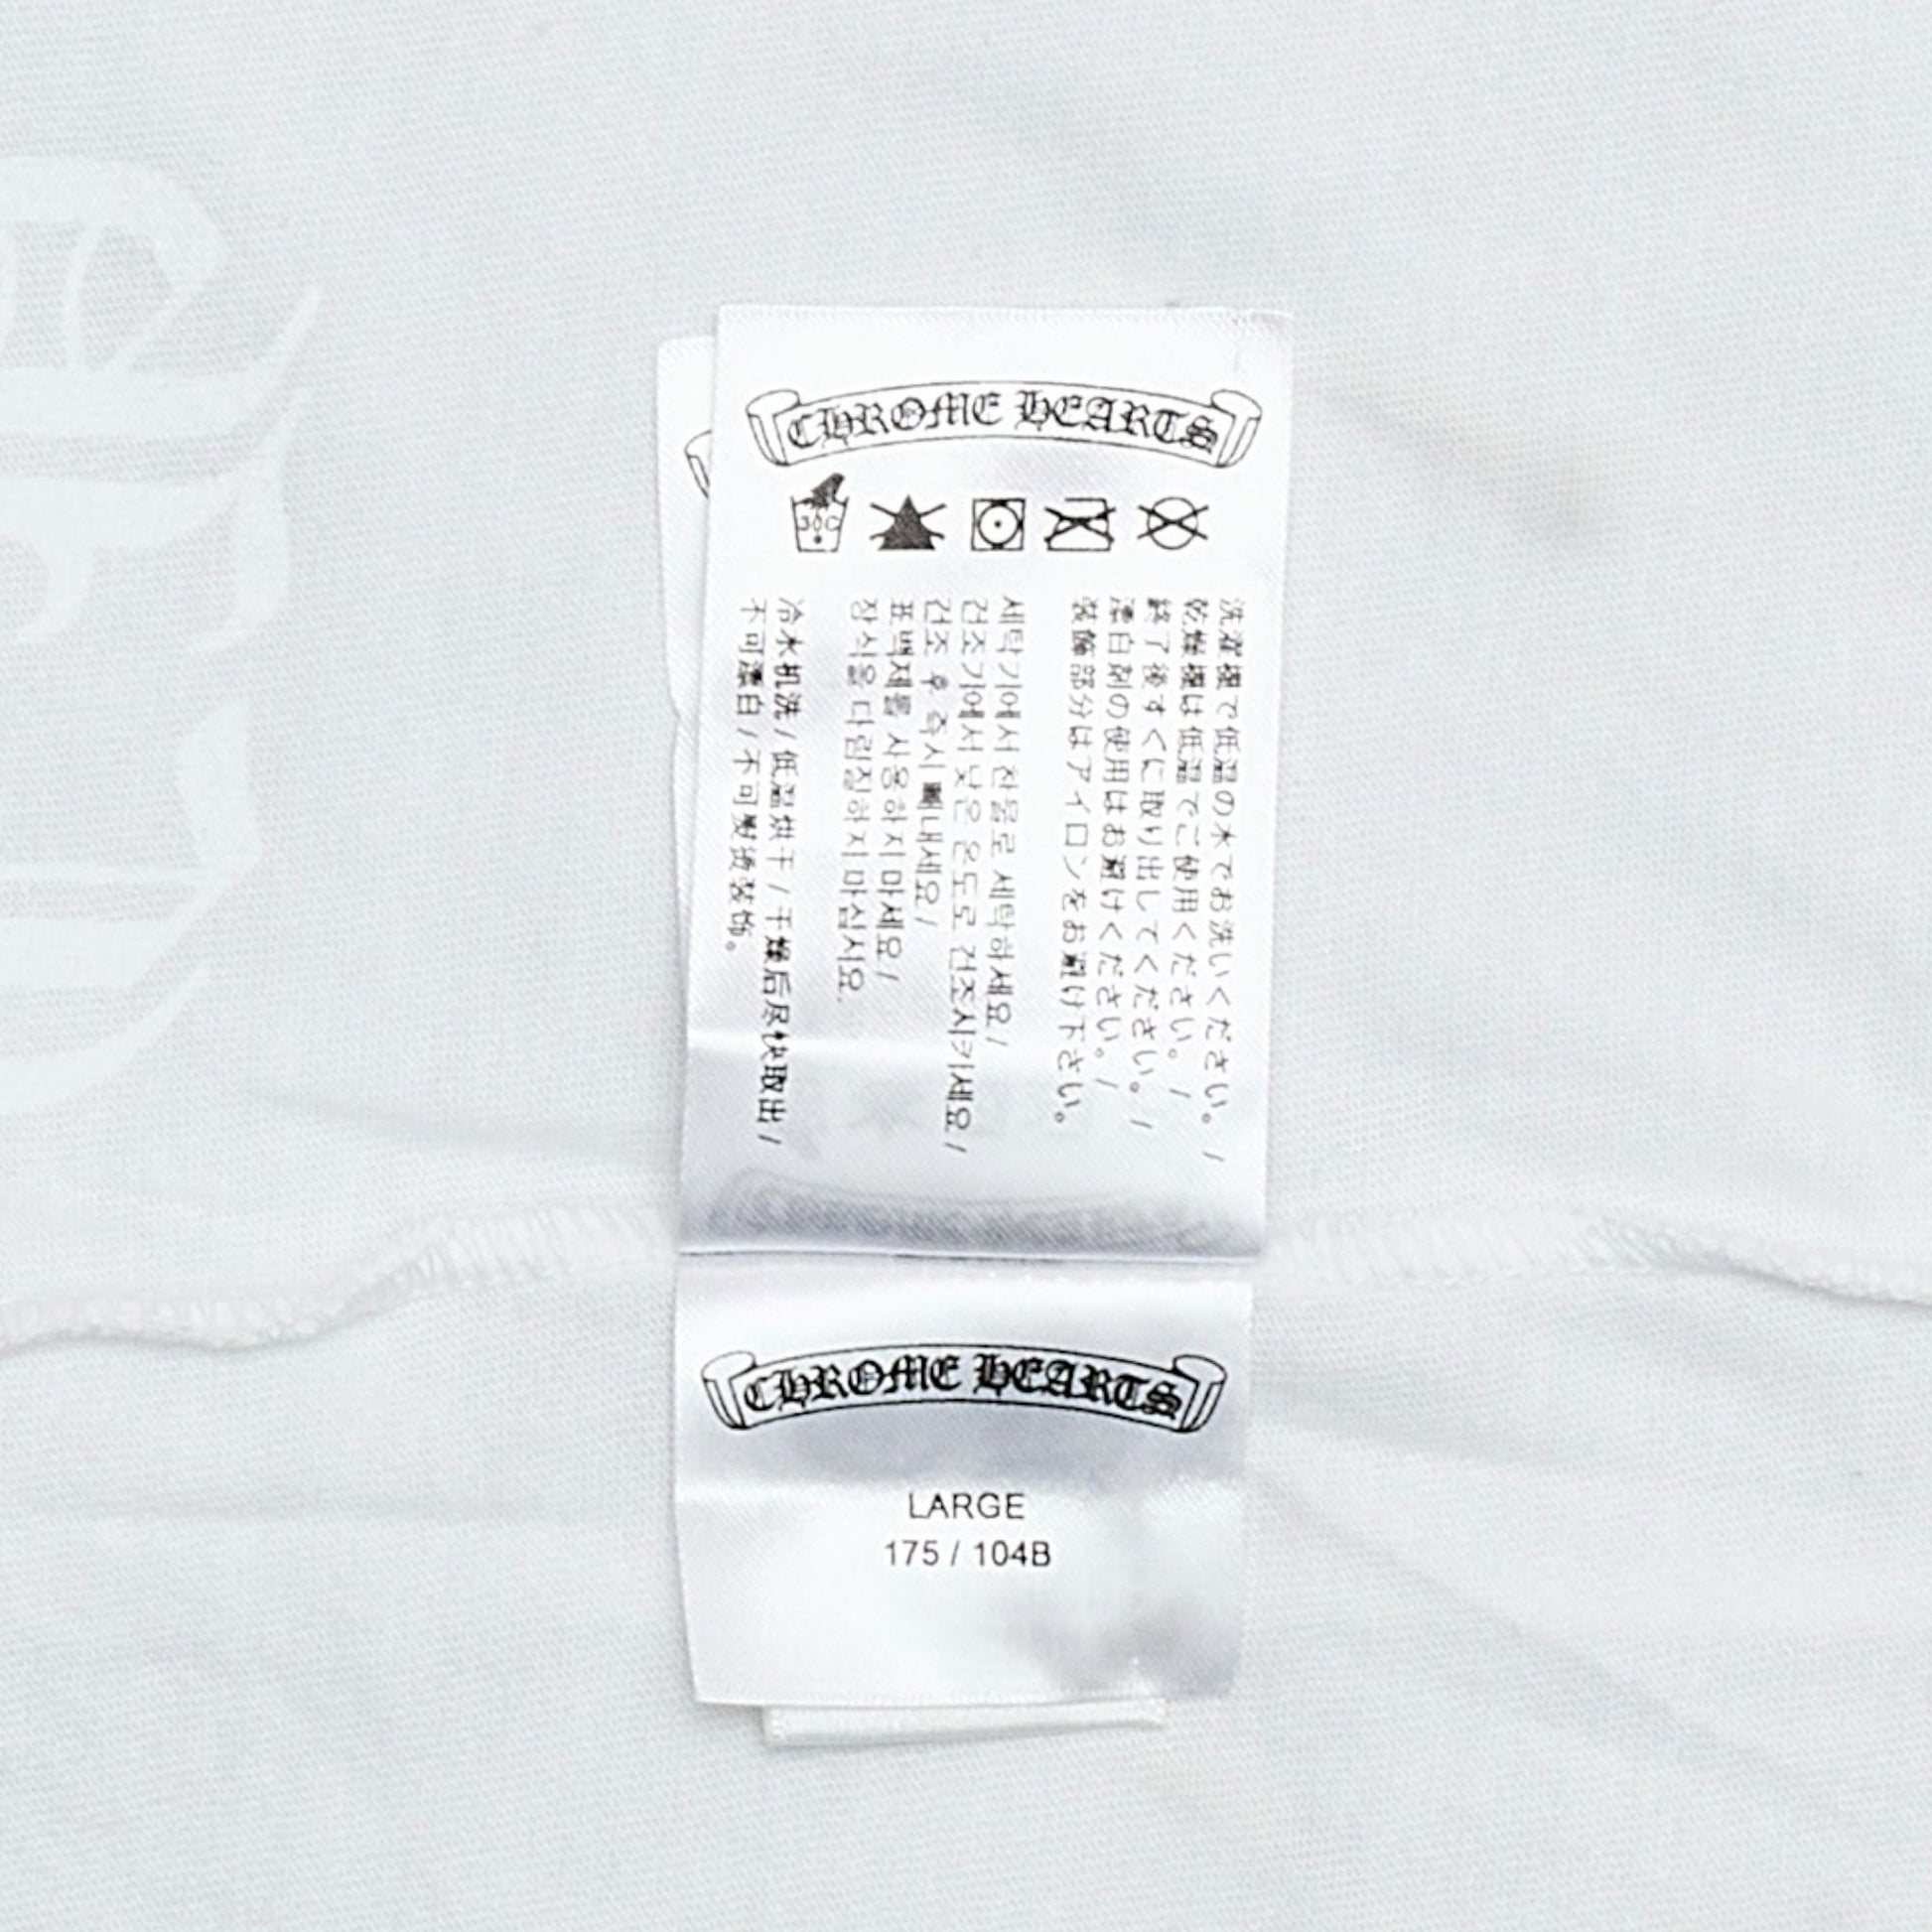 CHROME HEARTS
30C
洗濯機で低温の水でお洗いください。/
乾燥機は低温でご使用ください。/
終了後すぐに取り出してください。/
漂白剤の使用はお避けください。/
装飾部分はアイロンをお避け下さい。
세탁기에서 찬물로 세탁하세요/
건조기에서 낮은 온도로 건조시키세요/
건조 후 즉시 빼내세요/
표백제를 사용하지 마세요/
장식을 다림질하지 마십시요.
冷水机洗 / 低温烘干 / 干燥后尽快取出 /
不可漂白 / 不可熨烫装饰。
CHROME HEARTS
LARGE
175 / 104B